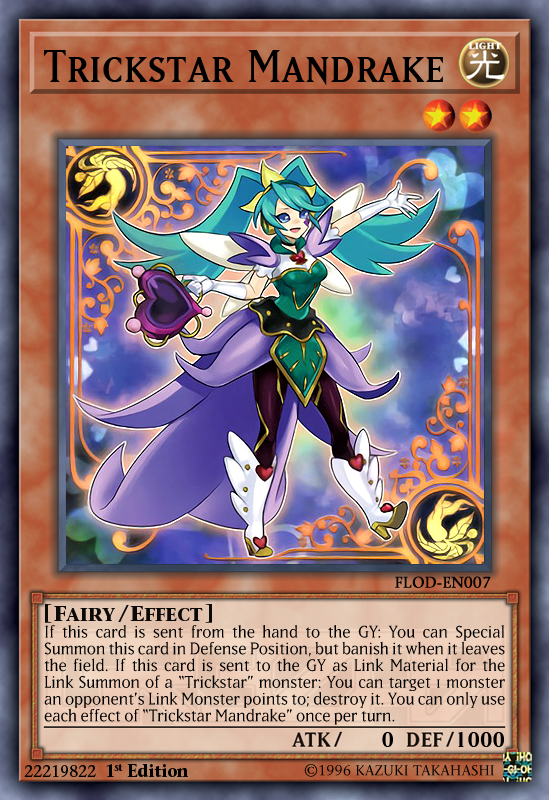 Trickstar Mandrake
LIGHT
光
FLOD-EN007
[Fairy/Effect]
If this card is sent from the hand to the GY: You can Special
Summon this card in Defense Position, but banish it when it leaves
the field. If this card is sent to the GY as Link Material for the
Link Summon of a "Trickstar" monster: You can target 1 monster
an opponent's Link Monster points to; destroy it. You can only use
each effect of "Trickstar Mandrake" once per turn.
ATK/ 0 DEF/1000
22219822 1st Edition ©1996 KAZUKI TAKAHASHI